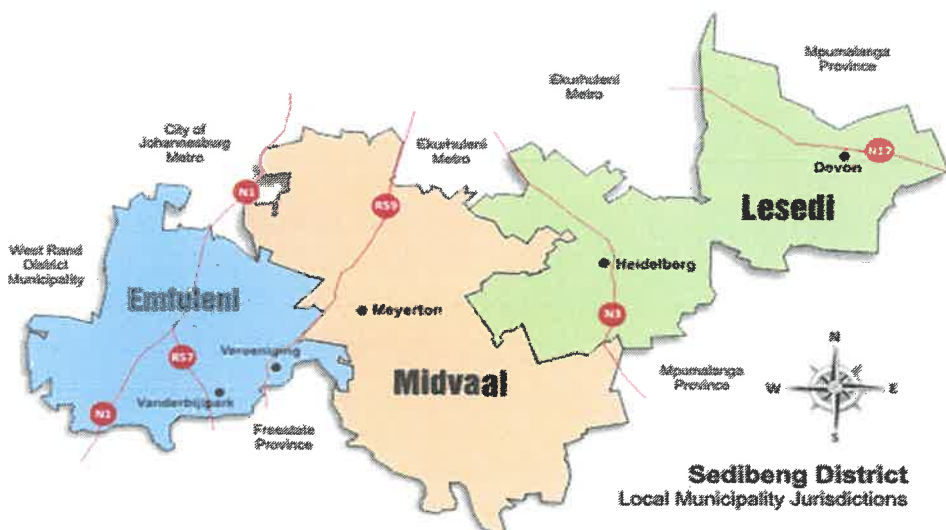 Mpumalanga
Province
Ekurhuleni
Metro
City of
Johannesburg
Metro
Ekurhuleni
Metro
N12
Devon
N1
R59
Lesedi
West Rand
District
Municipality
Heidelberg
Emfuleni
Meyerton
N3
R57
Vereeniging
Midvaal
Mpumalanga
Province
N
W
E
S
Vanderbijlpark
N1
Freestate
Province
Sedibeng District
Local Municipality Jurisdictions